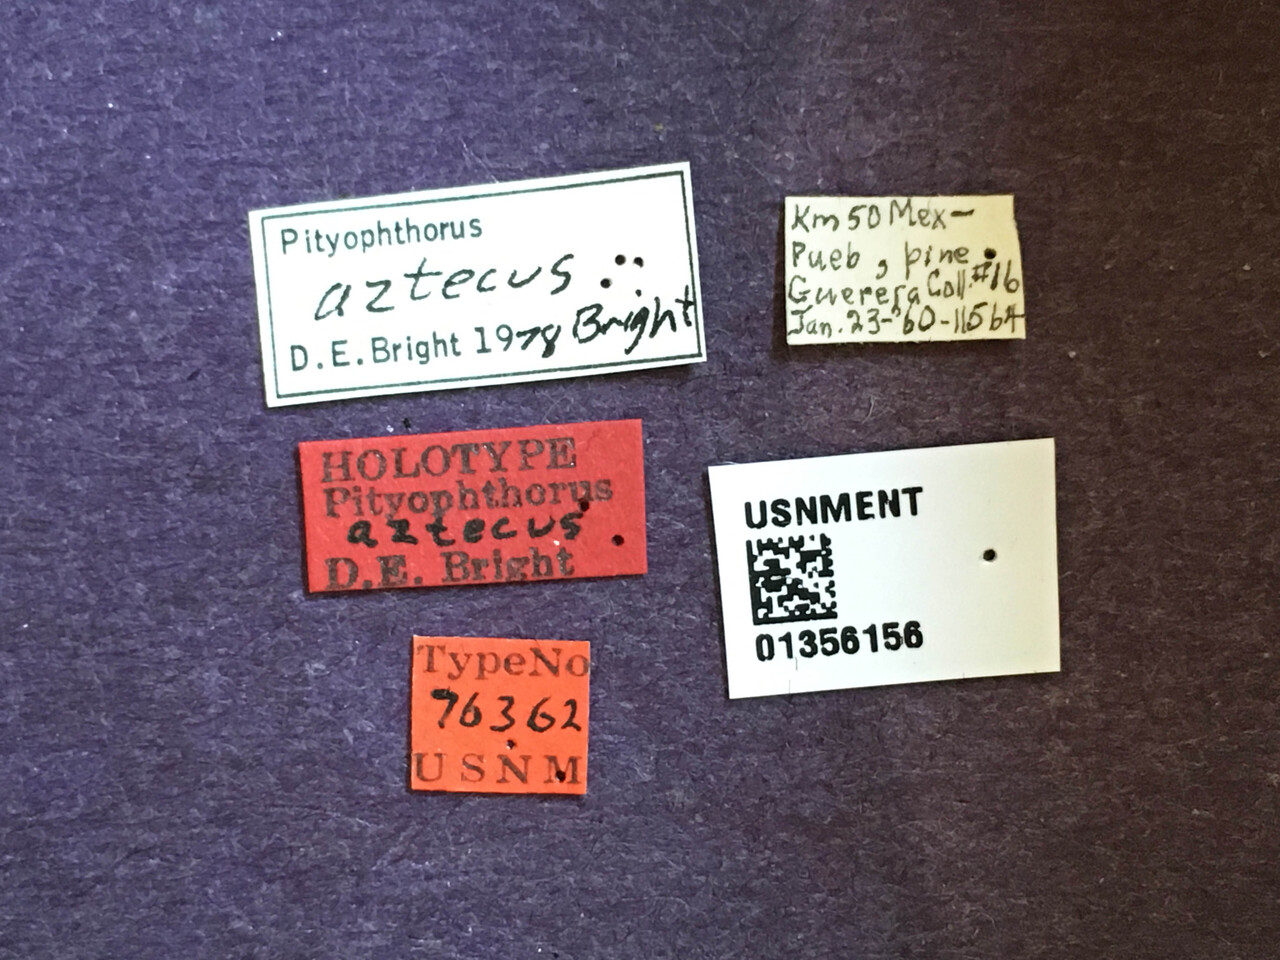 Pityophthorus
aztecus
Bright
D.E. Bright 1978
Km 50 Mex-
Pueb, pine
Coll. #16
Jan. 23-'60-11564
HOLOTYPE
Pityophthorus
aztecus
D.E. Bright
USNMENT
01356156
TypeNo
76362
USNM